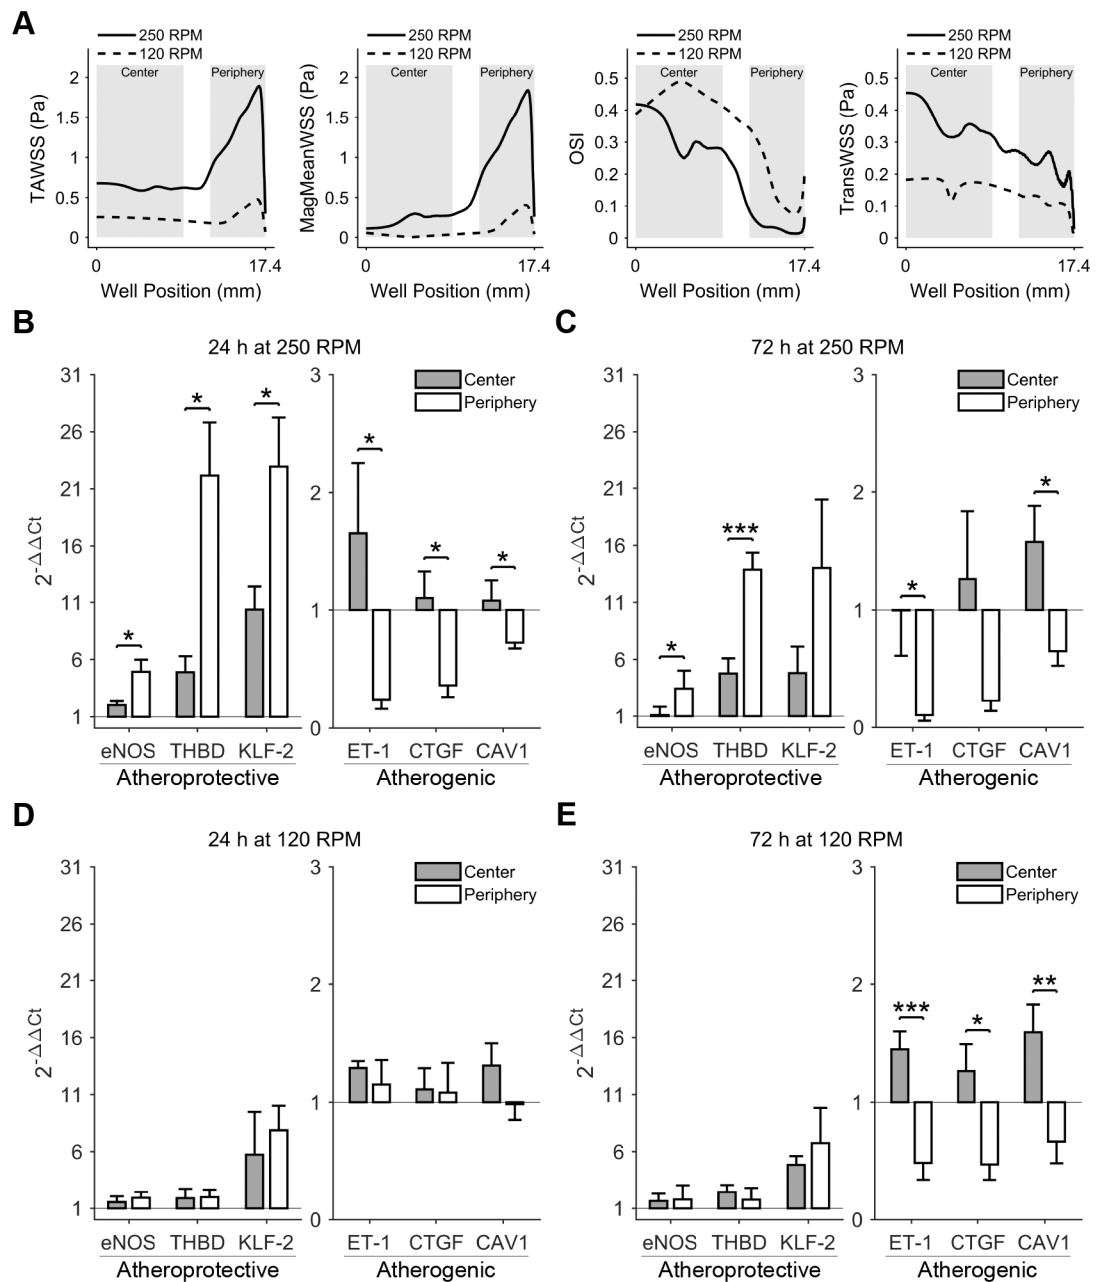 A
250 RPM
120 RPM
Center
Periphery
TAWSS (Pa)
2
1.5
1
0.5
0
0
17.4
Well Position (mm)
250 RPM
120 RPM
Center
Periphery
MagMeanWSS (Pa)
2
1.5
1
0.5
0
0
17.4
Well Position (mm)
250 RPM
120 RPM
Center
Periphery
OSI
0.5
0.4
0.3
0.2
0.1
0
0
17.4
Well Position (mm)
250 RPM
120 RPM
Center
Periphery
TransWSS (Pa)
0.5
0.4
0.3
0.2
0.1
0
0
17.4
Well Position (mm)
B
24 h at 250 RPM
2-ΔΔCt
31
26
21
16
11
6
1
*
*
*
eNOS THBD KLF-2
Atheroprotective
3
2
1
0
Center
Periphery
*
*
*
ET-1 CTGF CAV1
Atherogenic
C
72 h at 250 RPM
2-ΔΔCt
31
26
21
16
11
6
1
*
***
eNOS THBD KLF-2
Atheroprotective
3
2
1
0
Center
Periphery
*
*
ET-1 CTGF CAV1
Atherogenic
D
24 h at 120 RPM
2-ΔΔCt
31
26
21
16
11
6
1
eNOS THBD KLF-2
Atheroprotective
3
2
1
0
Center
Periphery
ET-1 CTGF CAV1
Atherogenic
E
72 h at 120 RPM
2-ΔΔCt
31
26
21
16
11
6
1
eNOS THBD KLF-2
Atheroprotective
3
2
1
0
Center
Periphery
***
*
**
ET-1 CTGF CAV1
Atherogenic